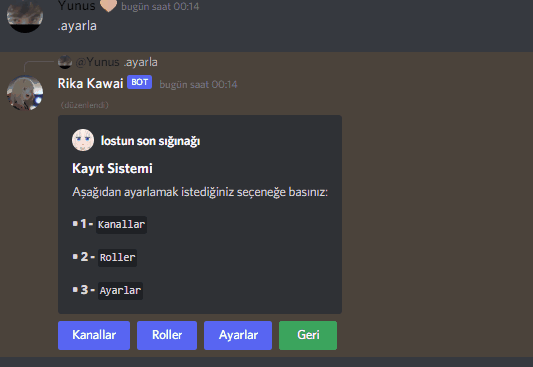 Yunus bugün saat 00:14
.ayarla
@Yunus .ayarla
Rika Kawai BOT bugün saat 00:14
(düzenlendi)
lostun son sığınağı
Kayıt Sistemi
Aşağıdan ayarlamak istediğiniz seçeneğe basınız:
▪ 1 - Kanallar
▪ 2 - Roller
▪ 3 - Ayarlar
Kanallar Roller Ayarlar Geri